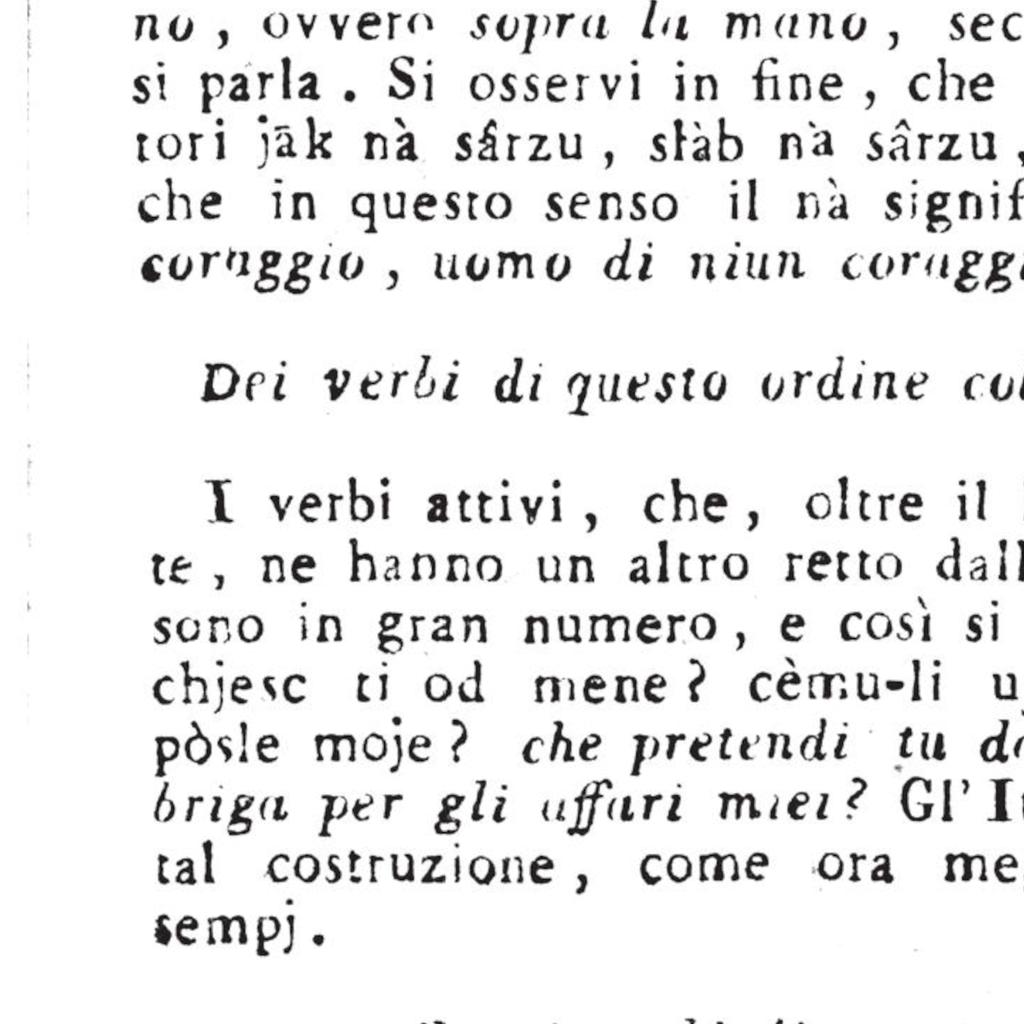 no, ovvero sopra la mano, sec
si parla. Si osservi in fine, che
tori jāk nà sârzu, slàb nà sârzu,
che in questo senso il nà signif
coraggio, uomo di niun coraggi
Dei verbi di questo ordine col
I verbi attivi, che, oltre il
te, ne hanno un altro retto dall
sono in gran numero, e così si
chjesc ti od mene? cèmu-li
pòsle moje? che pretendi tu
briga per gli affari miei? Gl' It
tal costruzione, come ora me
sempj.